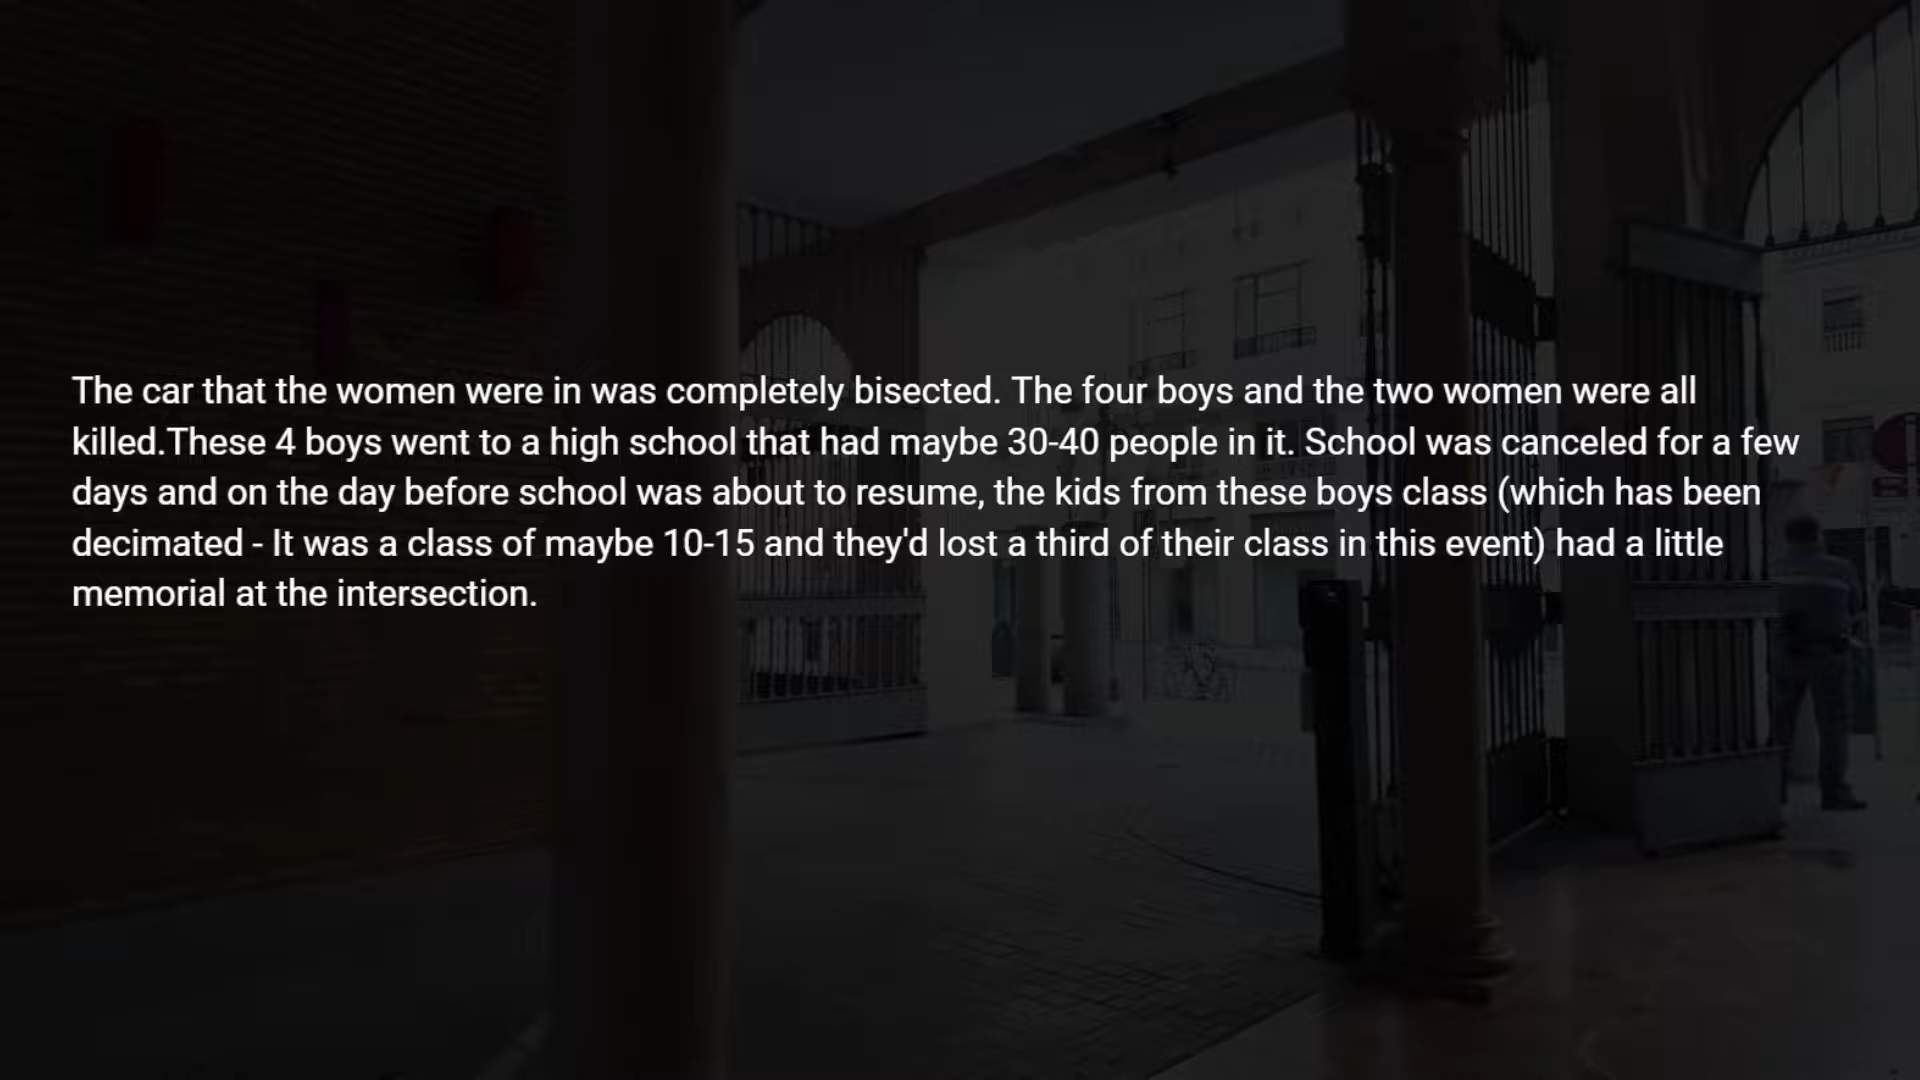 The car that the women were in was completely bisected. The four boys and the two women were all
killed.These 4 boys went to a high school that had maybe 30-40 people in it. School was canceled for a few
days and on the day before school was about to resume, the kids from these boys class (which has been
decimated - It was a class of maybe 10-15 and they'd lost a third of their class in this event) had a little
memorial at the intersection.